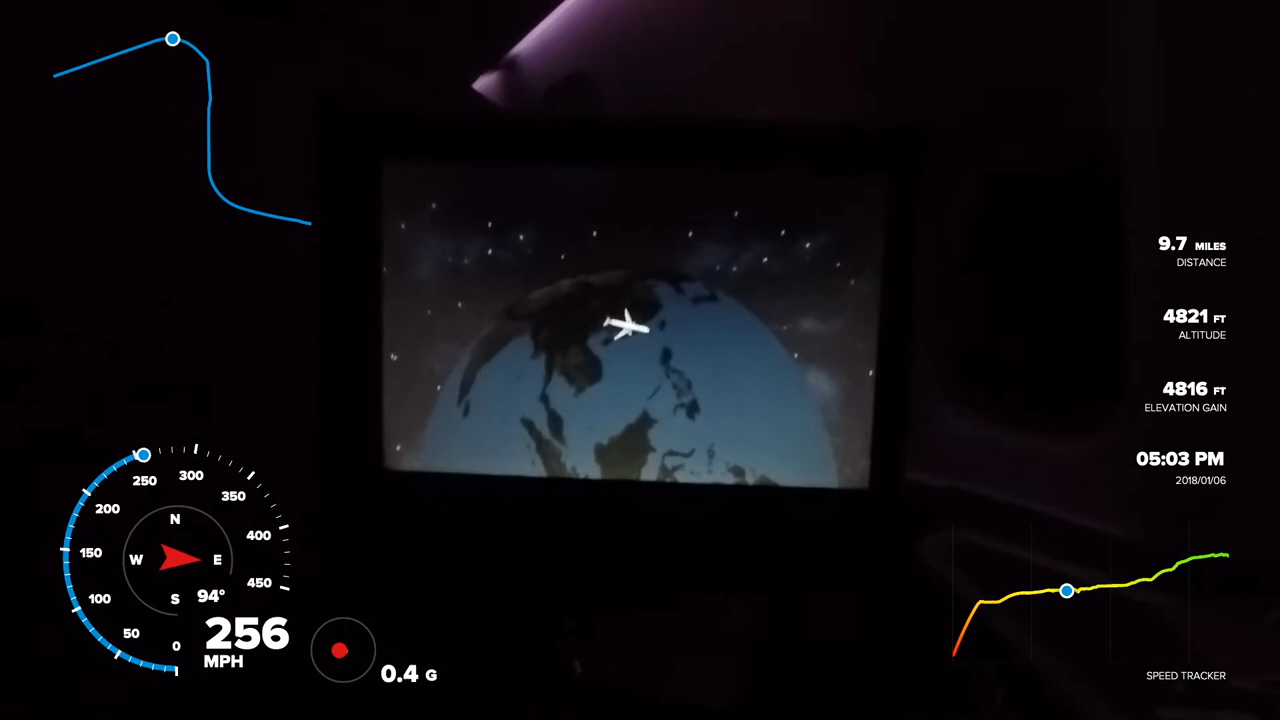 9.7 MILES
DISTANCE
4821 FT
ALTITUDE
4816 FT
ELEVATION GAIN
05:03 PM
2018/01/06
0
50
100
150
200
250
300
350
400
450
N
W
E
S
94°
256
MPH
0.4 G
SPEED TRACKER